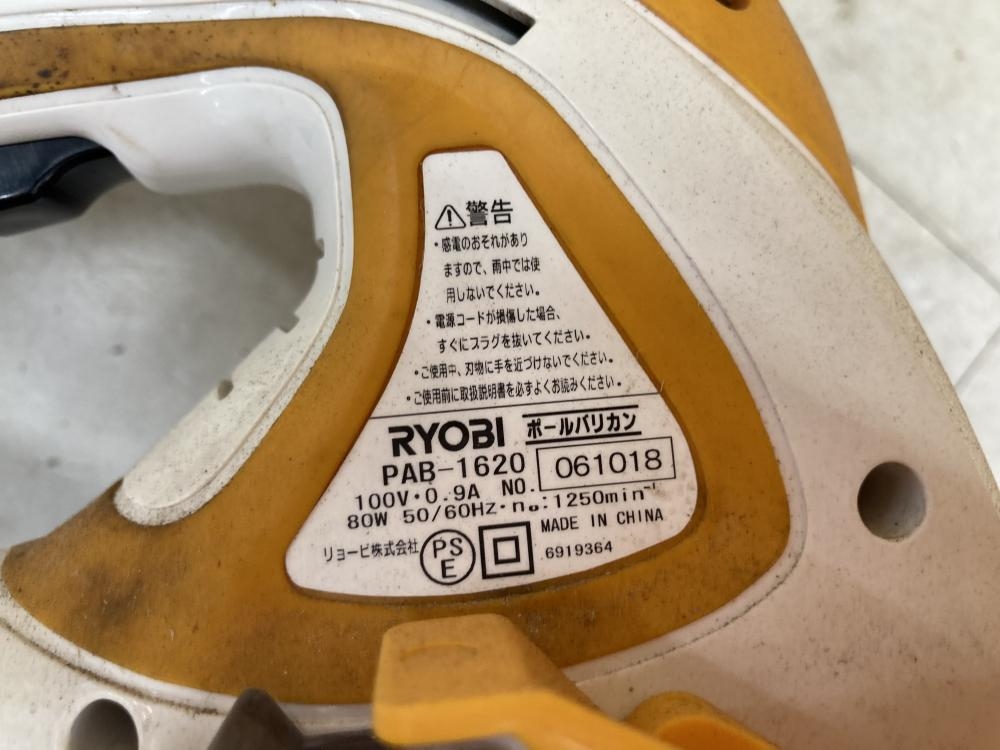 ⚠警告
・感電のおそれがあり
ますので、雨中では使
用しないでください。
・電源コードが損傷した場合、
すぐにスラグを抜いてください。
・ご使用中、刃物に手を近づけないでください。
・ご使用前に取扱説明書を必ずよくお読みください。
RYOBI ポールバリカン
PAB-1620 NO. 061018
100V・0.9A
80W 50/60Hz・n₀:1250min⁻¹
リョービ株式会社 PSE MADE IN CHINA
6919364